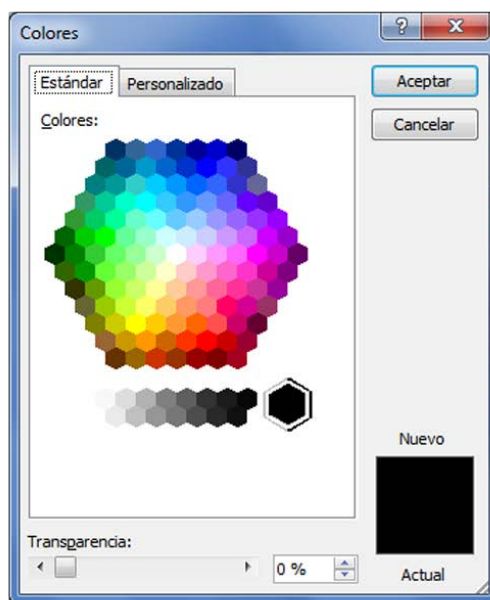 Colores
?
X
Estándar
Personalizado
Aceptar
Colores:
Cancelar
Nuevo
Transparencia:
0 %
Actual